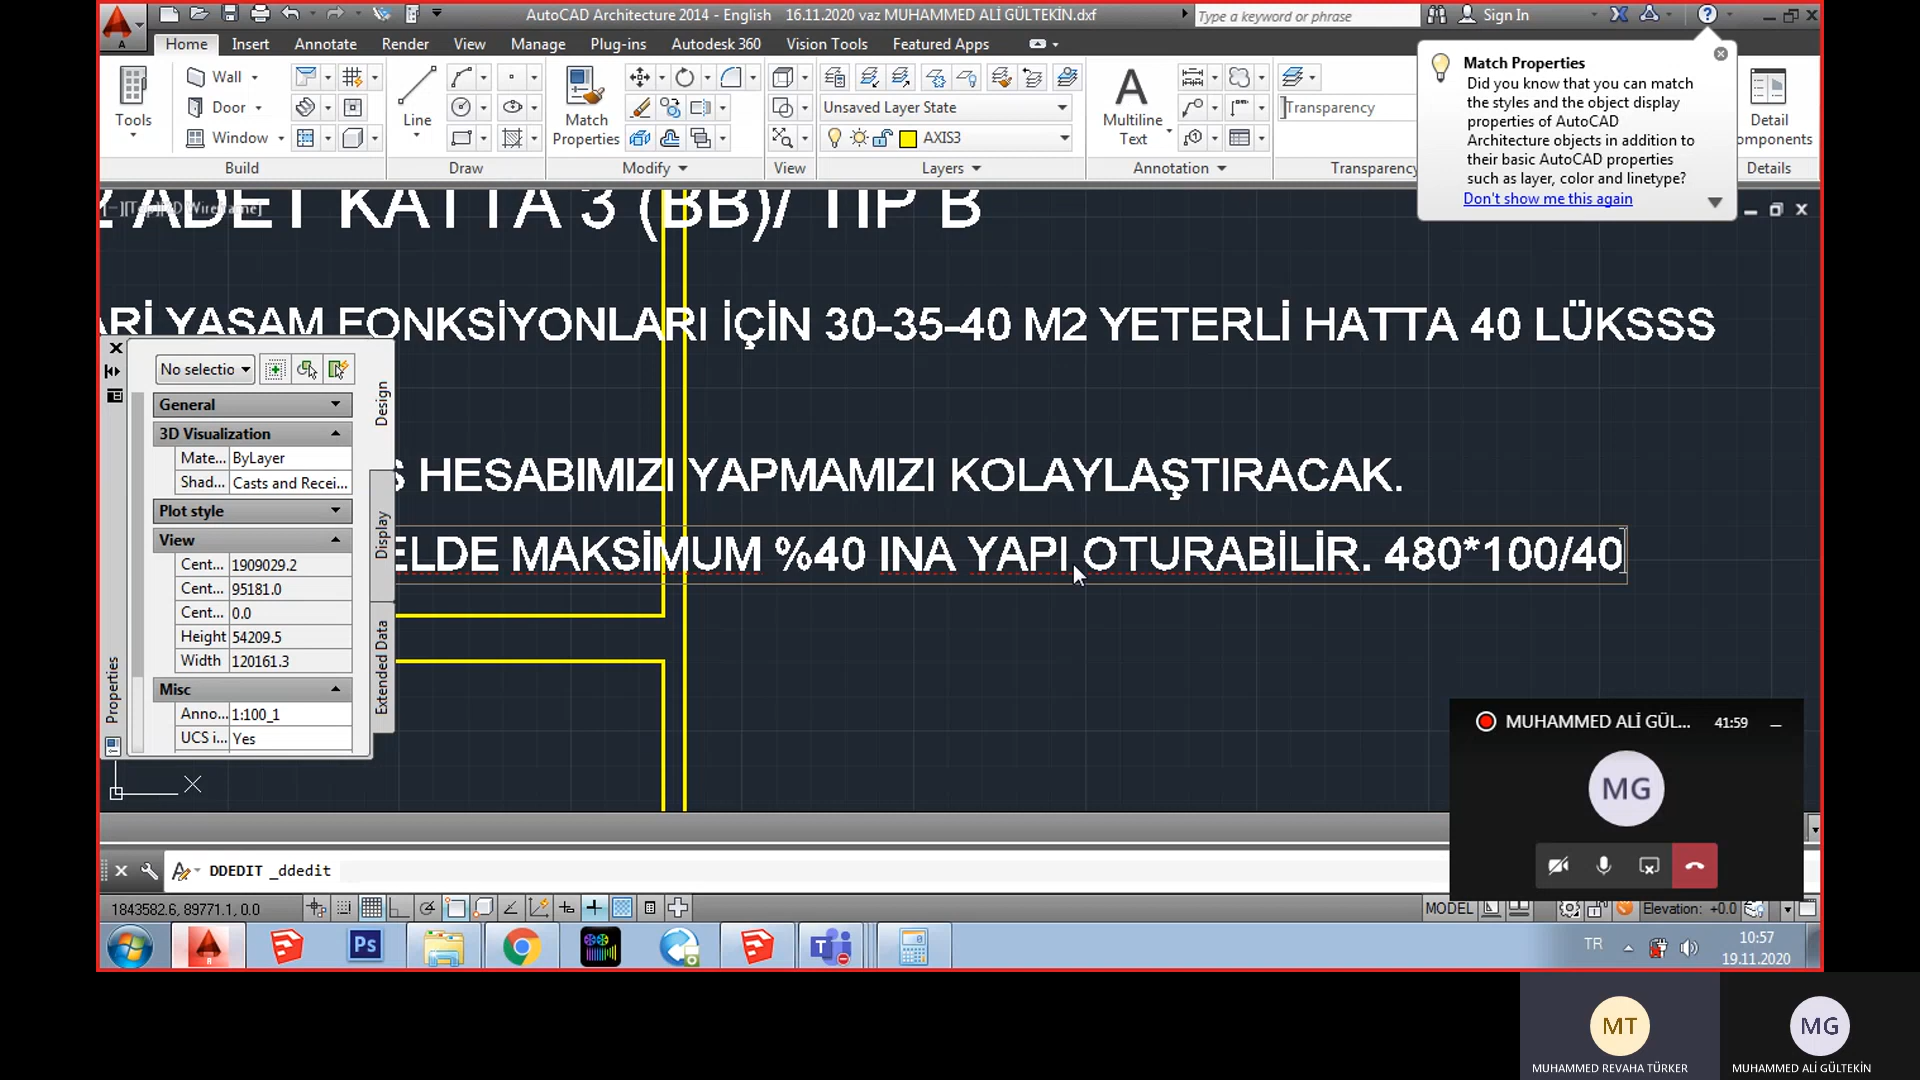 AutoCAD Architecture 2014 - English 16.11.2020 vaz MUHAMMED ALİ GÜLTEKİN.dxf
Type a keyword or phrase
Sign In
Home Insert Annotate Render View Manage Plug-ins Autodesk 360 Vision Tools Featured Apps
Tools
Wall
Door
Window
Line
Match
Properties
Unsaved Layer State
AXIS3
Multiline
Text
Transparency
Detail
omponents
Build Draw Modify View Layers Annotation Transparency Details
Match Properties
Did you know that you can match
the styles and the object display
properties of AutoCAD
Architecture objects in addition to
their basic AutoCAD properties
such as layer, color and linetype?
Don't show me this again
ADET KATTA 3 (BB)/ TİP B
ARİ YAŞAM FONKSİYONLARI İÇİN 30-35-40 M2 YETERLİ HATTA 40 LÜKSSS
S HESABIMIZI YAPMAMIZI KOLAYLAŞTIRACAK.
ELDE MAKSİMUM %40 INA YAPI OTURABİLİR. 480*100/40
No selectio
General
3D Visualization
Mate... ByLayer
Shad... Casts and Recei...
Plot style
View
Cent... 1909029.2
Cent... 95181.0
Cent... 0.0
Height 54209.5
Width 120161.3
Misc
Anno... 1:100_1
UCS i... Yes
Design
Display
Extended Data
Properties
X
MUHAMMED ALİ GÜL... 41:59
MG
DDEDIT _ddedit
1843582.6, 89771.1, 0.0
MODEL
Elevation: +0.0
Ps
TR
10:57
19.11.2020
MT
MUHAMMED REVAHA TÜRKER
MG
MUHAMMED ALİ GÜLTEKİN